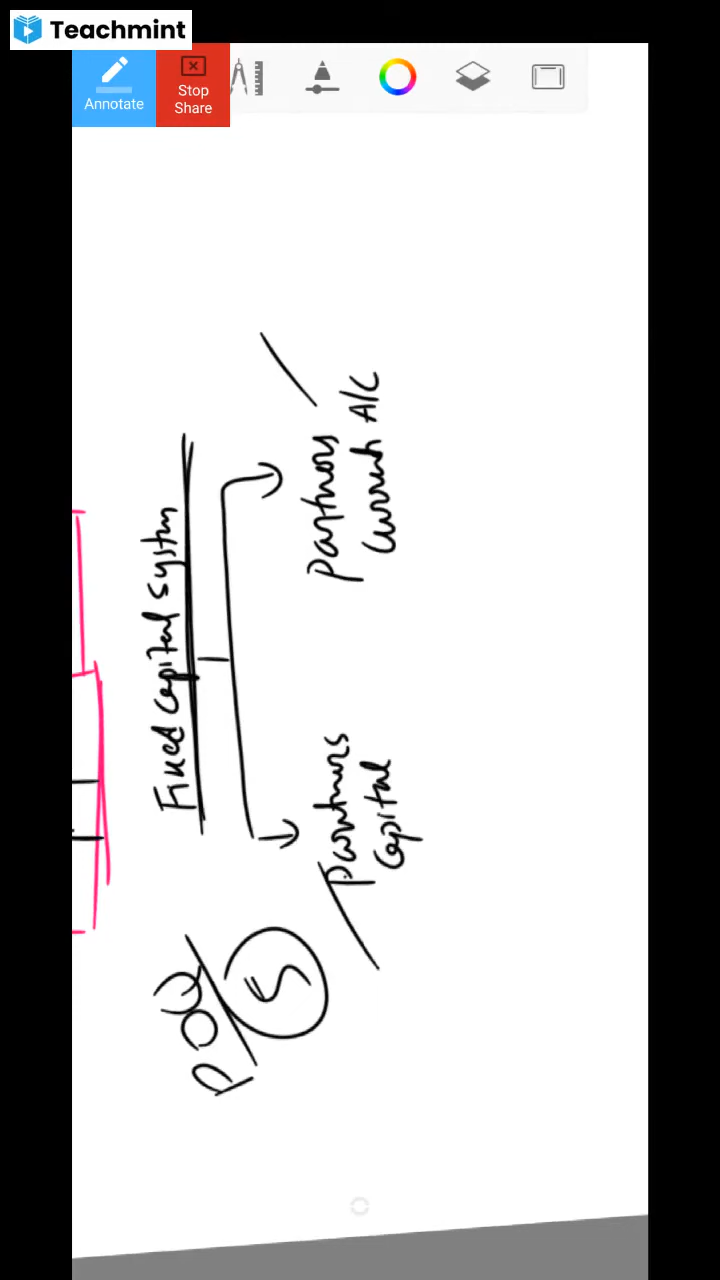 Teachmint
Annotate
Stop
Share
Fixed capital system
Partners
Capital
Partners
Current A/C
S